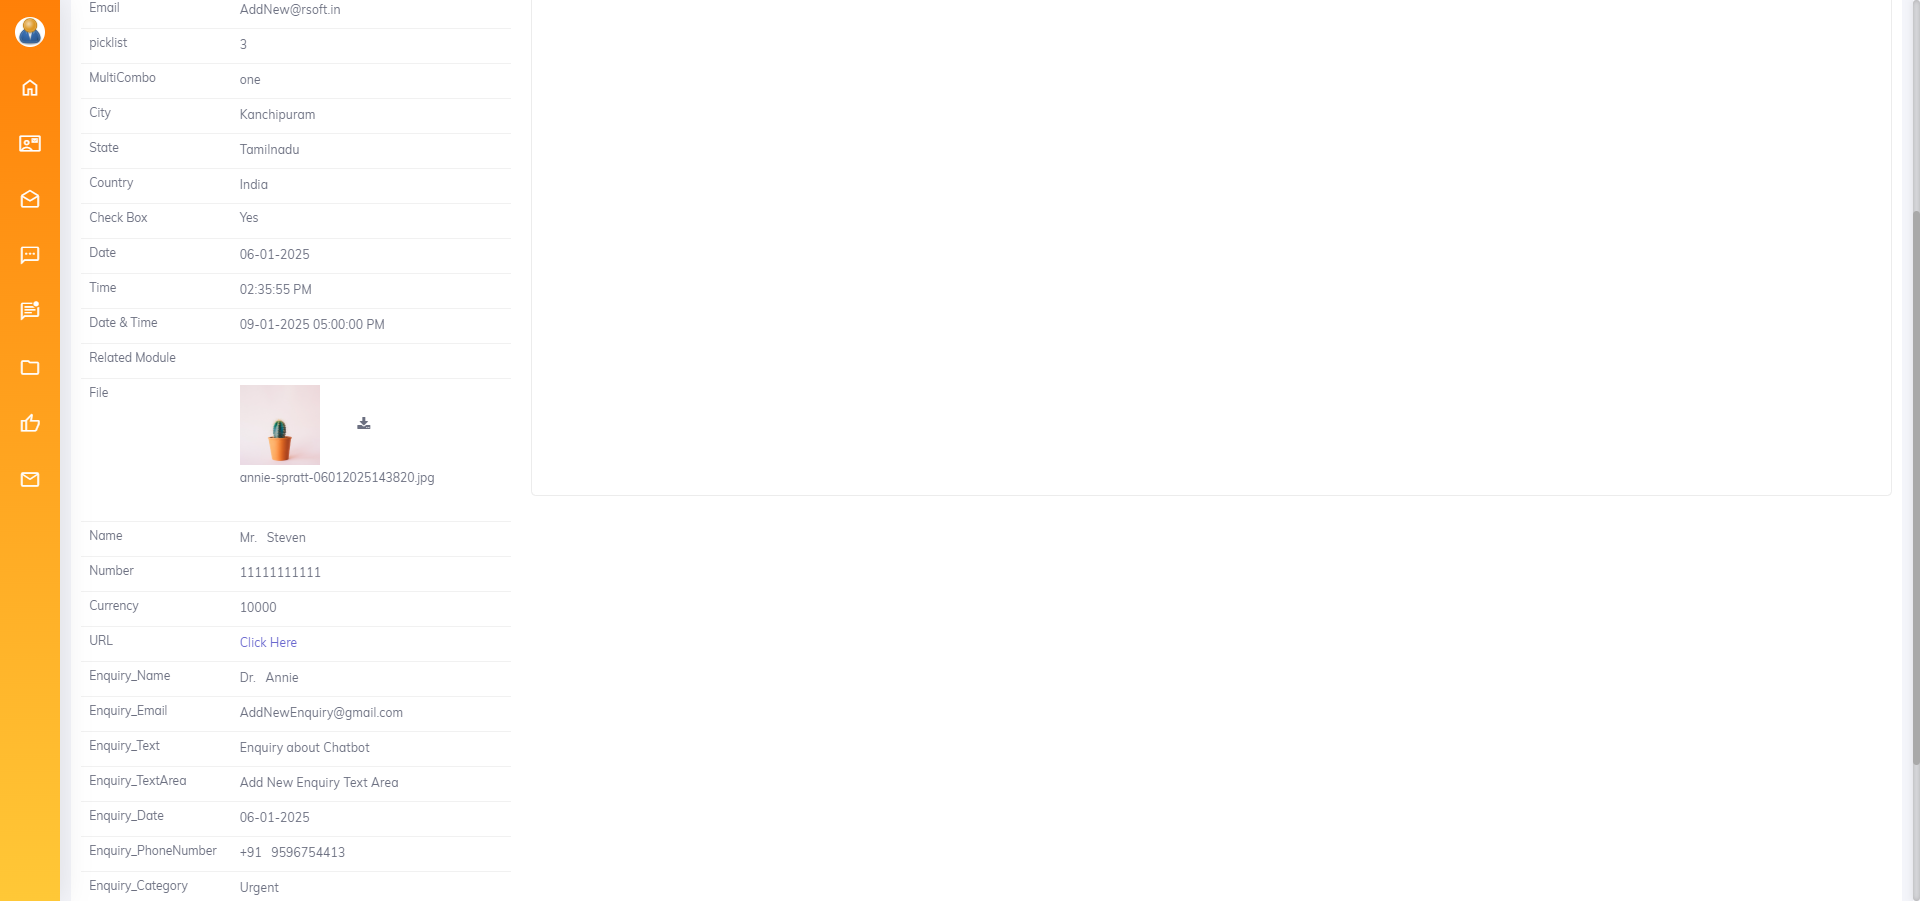 Email AddNew@rsoft.in
picklist 3
MultiCombo one
City Kanchipuram
State Tamilnadu
Country India
Check Box Yes
Date 06-01-2025
Time 02:35:55 PM
Date & Time 09-01-2025 05:00:00 PM
Related Module
File
annie-spratt-06012025143820.jpg
Name Mr. Steven
Number 11111111111
Currency 10000
URL Click Here
Enquiry_Name Dr. Annie
Enquiry_Email AddNewEnquiry@gmail.com
Enquiry_Text Enquiry about Chatbot
Enquiry_TextArea Add New Enquiry Text Area
Enquiry_Date 06-01-2025
Enquiry_PhoneNumber +91 9596754413
Enquiry_Category Urgent